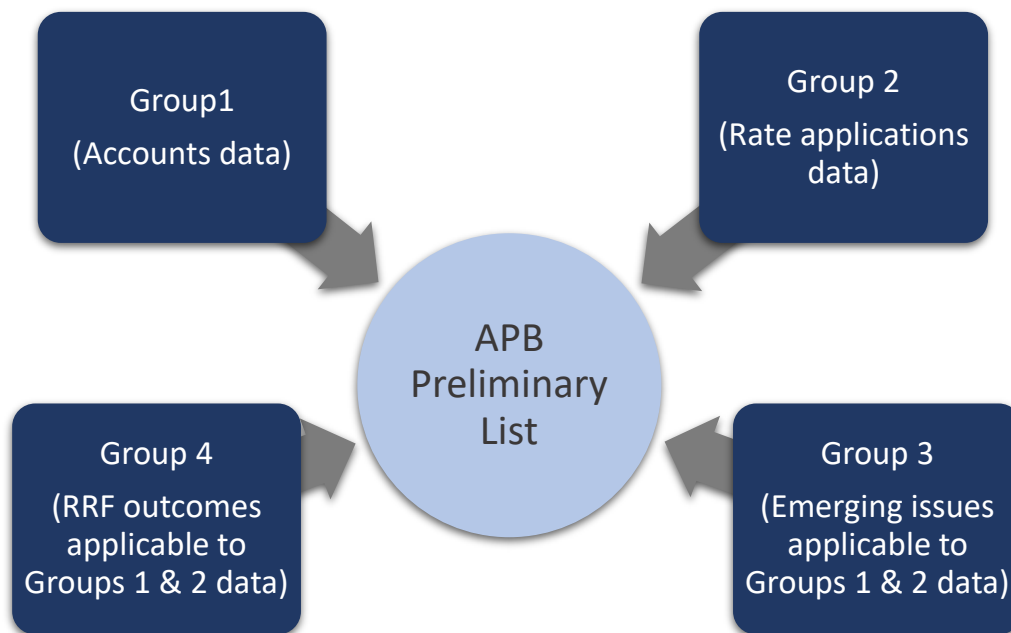 Group1
(Accounts data)
Group 2
(Rate applications
data)
APB
Preliminary
List
Group 4
(RRF outcomes
applicable to
Groups 1 & 2 data)
Group 3
(Emerging issues
applicable to
Groups 1 & 2 data)